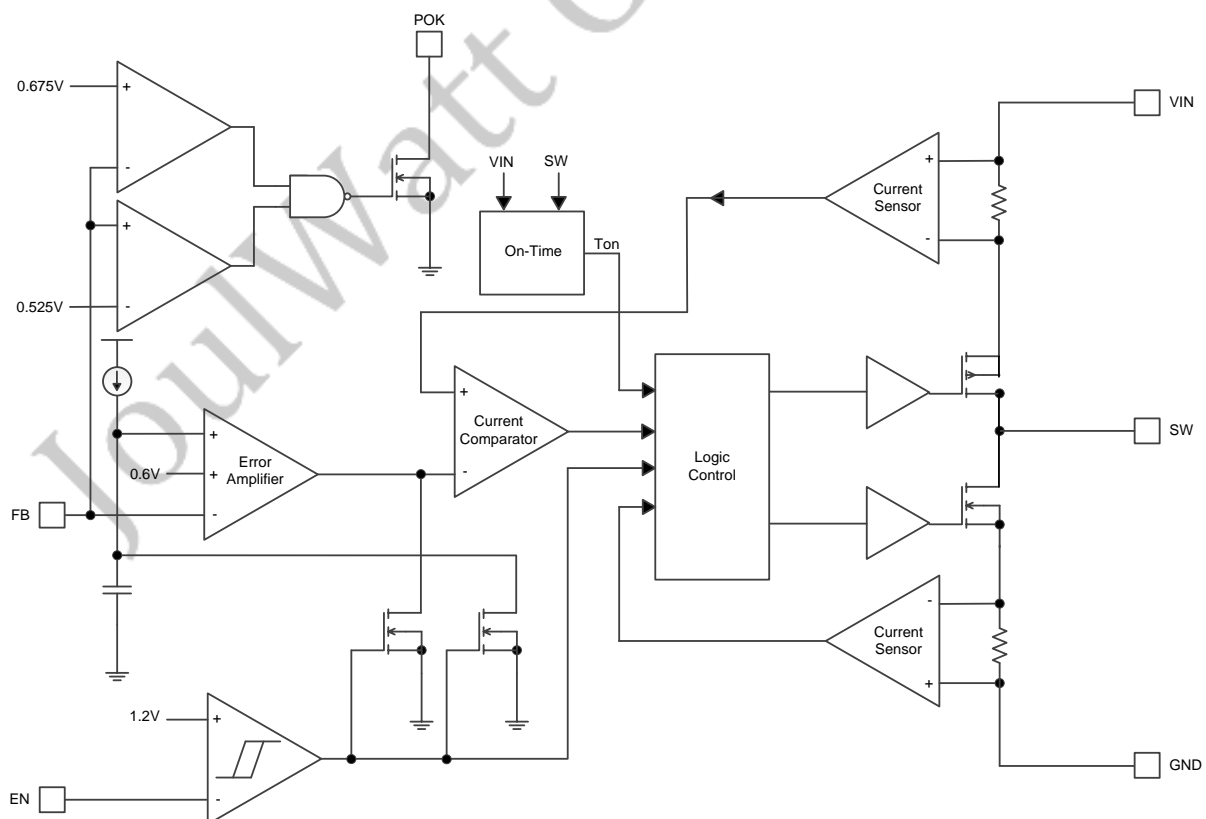 POK
0.675V
+
-
VIN
SW
VIN
+
Current
Sensor
-
+
On-Time
Ton
0.525V
-
+
Current
Comparator
-
Logic
Control
SW
+
Error
Amplifier
0.6V
+
FB
-
-
Current
Sensor
+
1.2V
+
GND
EN
-
JoulWatt